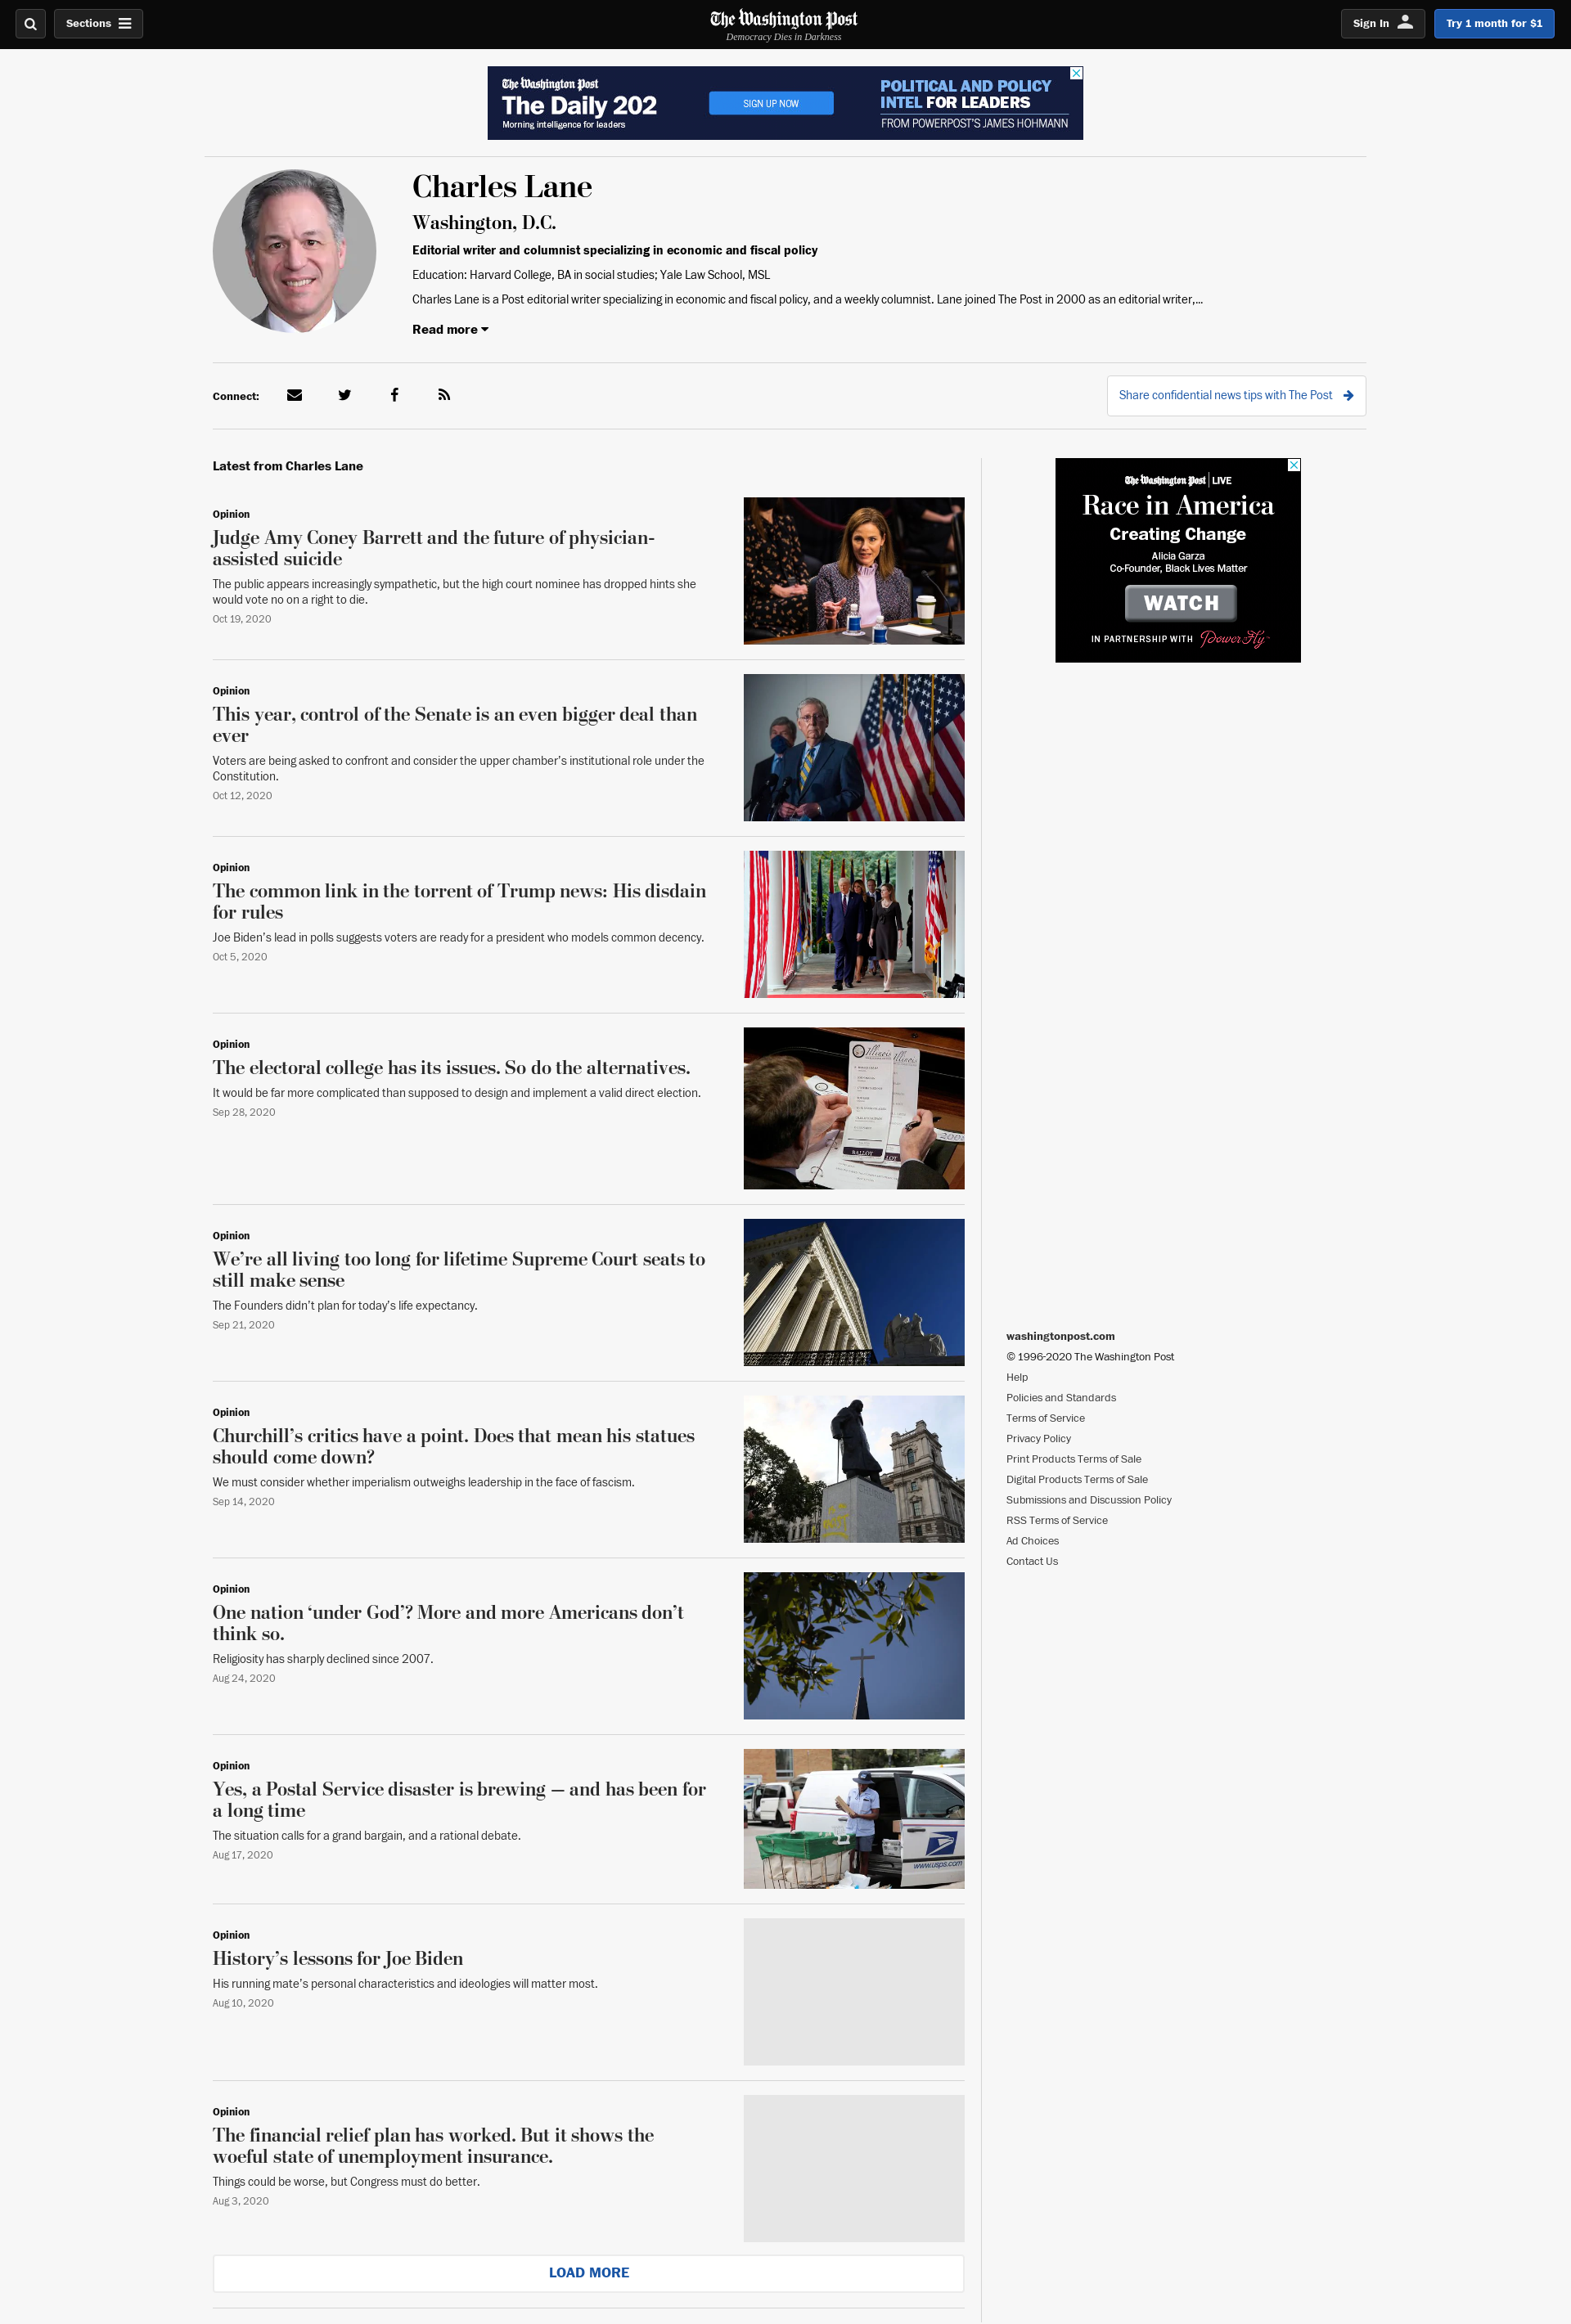 Sections
The Washington Post
Democracy Dies in Darkness
Sign In
Try 1 month for $1
The Washington Post
The Daily 202
Morning intelligence for leaders
SIGN UP NOW
POLITICAL AND POLICY
INTEL FOR LEADERS
FROM POWERPOST'S JAMES HOHMANN
Charles Lane
Washington, D.C.
Editorial writer and columnist specializing in economic and fiscal policy
Education: Harvard College, BA in social studies; Yale Law School, MSL
Charles Lane is a Post editorial writer specializing in economic and fiscal policy, and a weekly columnist. Lane joined The Post in 2000 as an editorial writer,...
Read more
Connect:
Share confidential news tips with The Post
Latest from Charles Lane
Opinion
Judge Amy Coney Barrett and the future of physician-
assisted suicide
The public appears increasingly sympathetic, but the high court nominee has dropped hints she
would vote no on a right to die.
Oct 19, 2020
Opinion
This year, control of the Senate is an even bigger deal than
ever
Voters are being asked to confront and consider the upper chamber's institutional role under the
Constitution.
Oct 12, 2020
Opinion
The common link in the torrent of Trump news: His disdain
for rules
Joe Biden's lead in polls suggests voters are ready for a president who models common decency.
Oct 5, 2020
Opinion
The electoral college has its issues. So do the alternatives.
It would be far more complicated than supposed to design and implement a valid direct election.
Sep 28, 2020
Illinois
Illinois
BALLOT
BALLOT
Opinion
We're all living too long for lifetime Supreme Court seats to
still make sense
The Founders didn't plan for today's life expectancy.
Sep 21, 2020
Opinion
Churchill's critics have a point. Does that mean his statues
should come down?
We must consider whether imperialism outweighs leadership in the face of fascism.
Sep 14, 2020
Opinion
One nation 'under God'? More and more Americans don't
think so.
Religiosity has sharply declined since 2007.
Aug 24, 2020
Opinion
Yes, a Postal Service disaster is brewing — and has been for
a long time
The situation calls for a grand bargain, and a rational debate.
Aug 17, 2020
www.usps.com
Opinion
History's lessons for Joe Biden
His running mate's personal characteristics and ideologies will matter most.
Aug 10, 2020
Opinion
The financial relief plan has worked. But it shows the
woeful state of unemployment insurance.
Things could be worse, but Congress must do better.
Aug 3, 2020
LOAD MORE
The Washington Post LIVE
Race in America
Creating Change
Alicia Garza
Co-Founder, Black Lives Matter
WATCH
IN PARTNERSHIP WITH PowerFly
washingtonpost.com
© 1996-2020 The Washington Post
Help
Policies and Standards
Terms of Service
Privacy Policy
Print Products Terms of Sale
Digital Products Terms of Sale
Submissions and Discussion Policy
RSS Terms of Service
Ad Choices
Contact Us